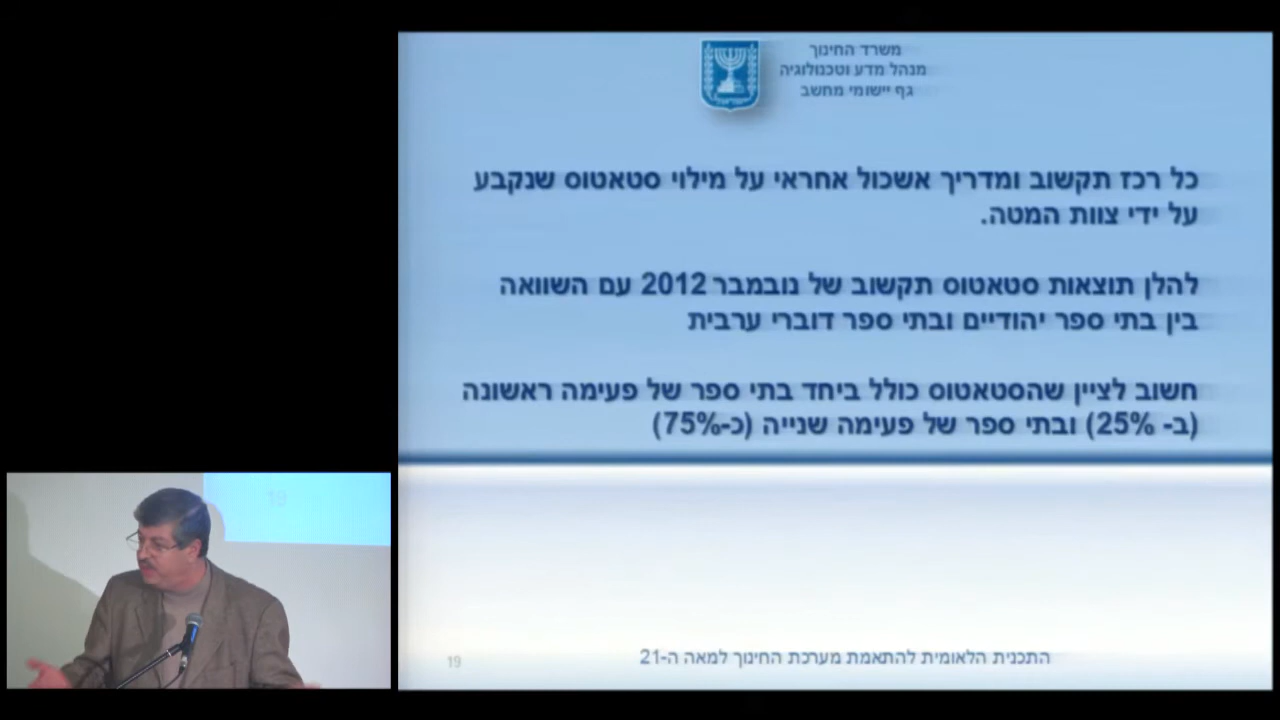 משרד החינוך
מנהל מדע וטכנולוגיה
גף יישומי מחשב
כל רכז תקשוב ומדריך אשכול אחראי על מילוי סטאטוס שנקבע
על ידי צוות המטה.
להלן תוצאות סטאטוס תקשוב של נובמבר 2012 עם השוואה
בין בתי ספר יהודיים ובתי ספר דוברי ערבית
חשוב לציין שהסטאטוס כולל ביחד בתי ספר של פעימה ראשונה
(ב- 25%) ובתי ספר של פעימה שנייה (כ-75%)
התכנית הלאומית להתאמת מערכת החינוך למאה ה-21
19
19